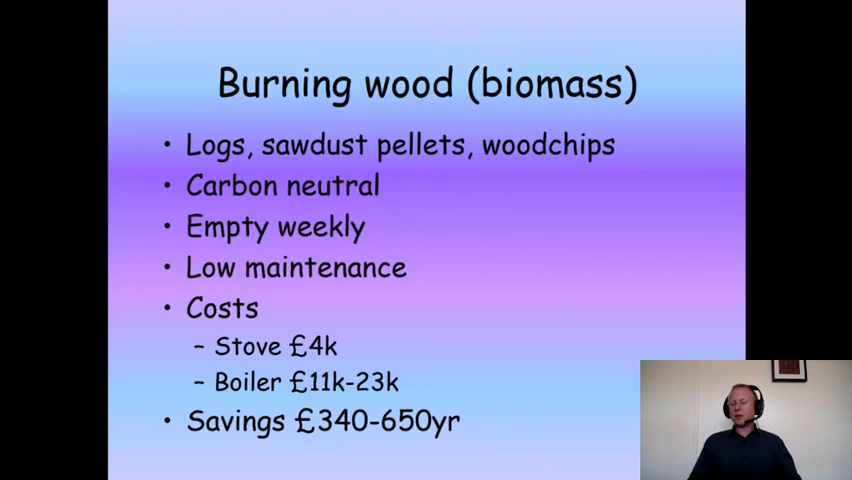 Burning wood (biomass)
• Logs, sawdust pellets, woodchips
• Carbon neutral
• Empty weekly
• Low maintenance
• Costs
– Stove £4k
– Boiler £11k-23k
• Savings £340-650yr